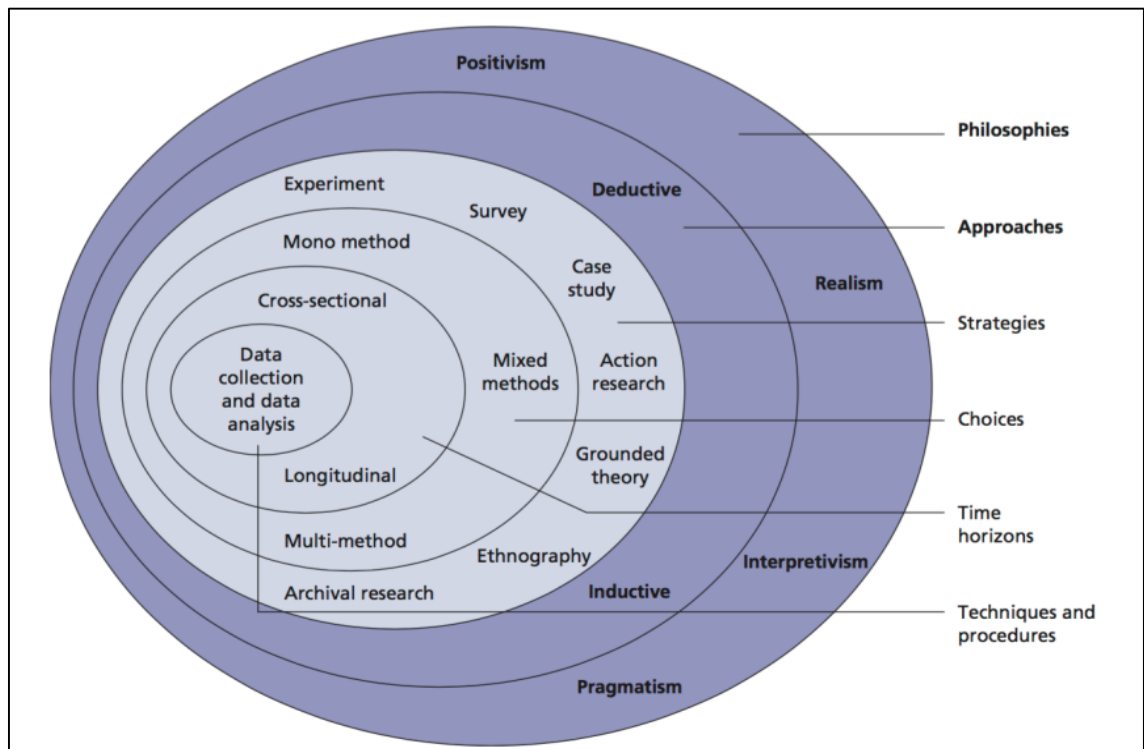 Positivism
Philosophies
Deductive
Experiment
Survey
Approaches
Mono method
Case
study
Realism
Cross-sectional
Strategies
Data
collection
and data
analysis
Mixed
methods
Action
research
Choices
Grounded
theory
Longitudinal
Time
horizons
Multi-method
Ethnography
Interpretivism
Archival research
Inductive
Techniques and
procedures
Pragmatism